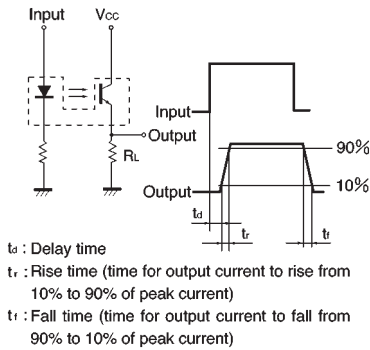 Input Vcc
Input
Output
RL
90%
Output
10%
td
tr tf
td : Delay time
tr : Rise time (time for output current to rise from
10% to 90% of peak current)
tf : Fall time (time for output current to fall from
90% to 10% of peak current)